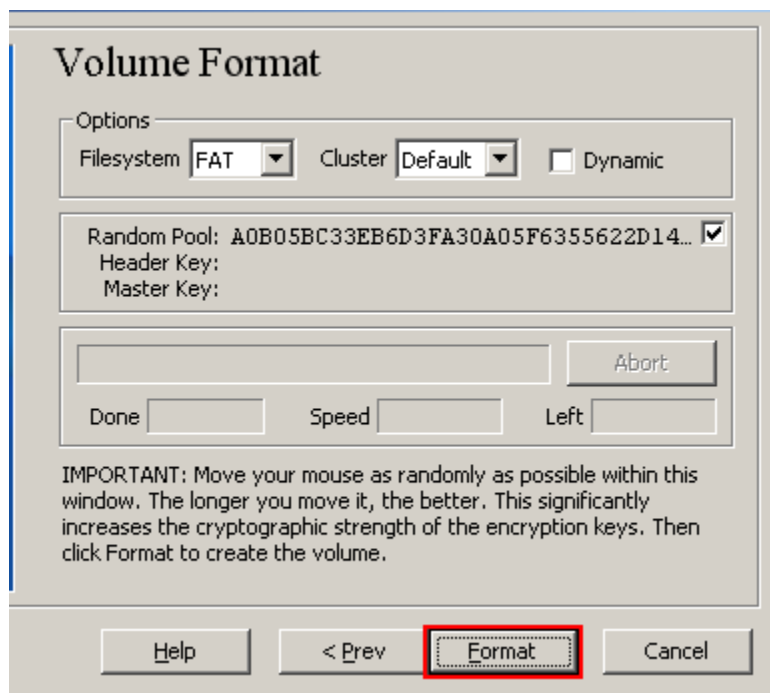 Volume Format
Options
Filesystem FAT Cluster Default Dynamic
Random Pool: A0B05BC33EB6D3FA30A05F6355622D14...
Header Key:
Master Key:
Abort
Done Speed Left
IMPORTANT: Move your mouse as randomly as possible within this
window. The longer you move it, the better. This significantly
increases the cryptographic strength of the encryption keys. Then
click Format to create the volume.
Help < Prev Format Cancel